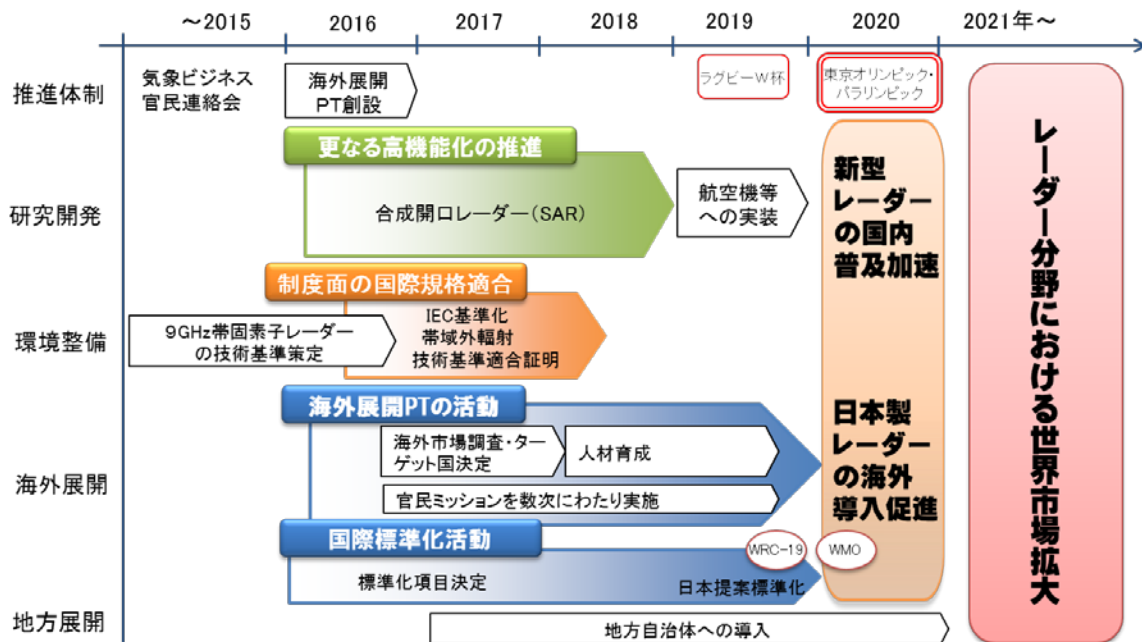 ～2015
2016
2017
2018
2019
2020
2021年～
推進体制
気象ビジネス
官民連絡会
海外展開
PT創設
ラグビーW杯
東京オリンピック・
パラリンピック
研究開発
更なる高機能化の推進
合成開口レーダー（SAR）
航空機等
への実装
新型
レーダー
の国内
普及加速
環境整備
制度面の国際規格適合
9GHz帯固素子レーダー
の技術基準策定
IEC基準化
帯域外輻射
技術基準適合証明
海外展開
海外展開PTの活動
海外市場調査・ター
ゲット国決定
人材育成
官民ミッションを数次にわたり実施
日本製
レーダー
の海外
導入促進
国際標準化活動
標準化項目決定
日本提案標準化
WRC-19
WMO
地方展開
地方自治体への導入
レーダー分野における世界市場拡大